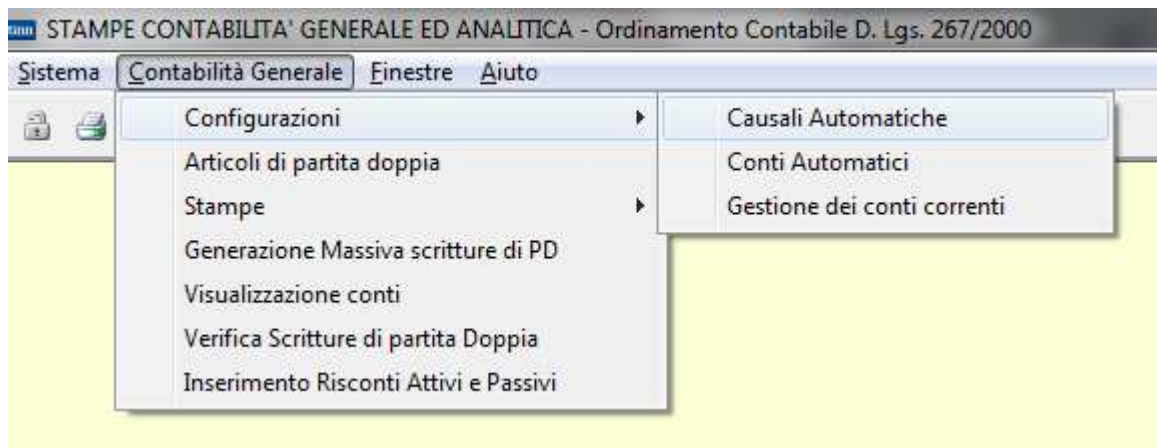 STAMPE CONTABILITA' GENERALE ED ANALITICA - Ordinamento Contabile D. Lgs. 267/2000
Sistema Contabilità Generale Finestre Aiuto
Configurazioni
Articoli di partita doppia
Stampe
Generazione Massiva scritture di PD
Visualizzazione conti
Verifica Scritture di partita Doppia
Inserimento Risconti Attivi e Passivi
Causali Automatiche
Conti Automatici
Gestione dei conti correnti